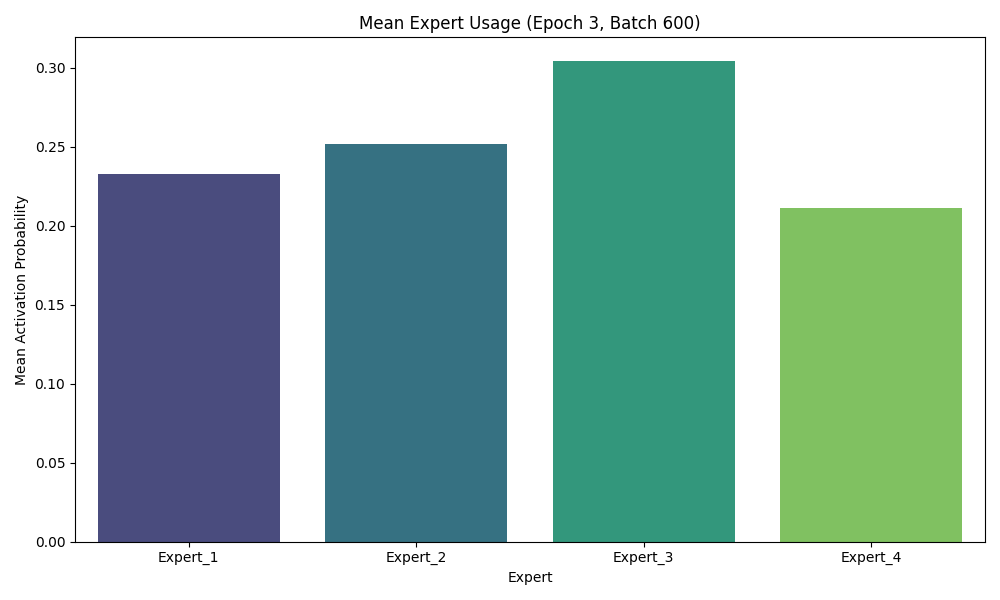 Mean Expert Usage (Epoch 3, Batch 600)
Mean Activation Probability
0.30
0.25
0.20
0.15
0.10
0.05
0.00
Expert_1 Expert_2 Expert_3 Expert_4
Expert